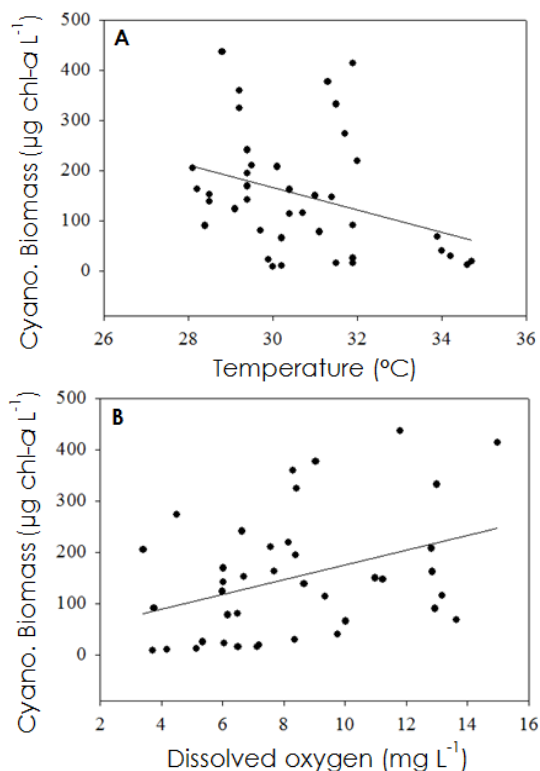 A
Cyano. Biomass (µg chl-a L⁻¹)
500
400
300
200
100
0
26 28 30 32 34 36
Temperature (°C)
B
Cyano. Biomass (µg chl-a L⁻¹)
500
400
300
200
100
0
2 4 6 8 10 12 14 16
Dissolved oxygen (mg L⁻¹)